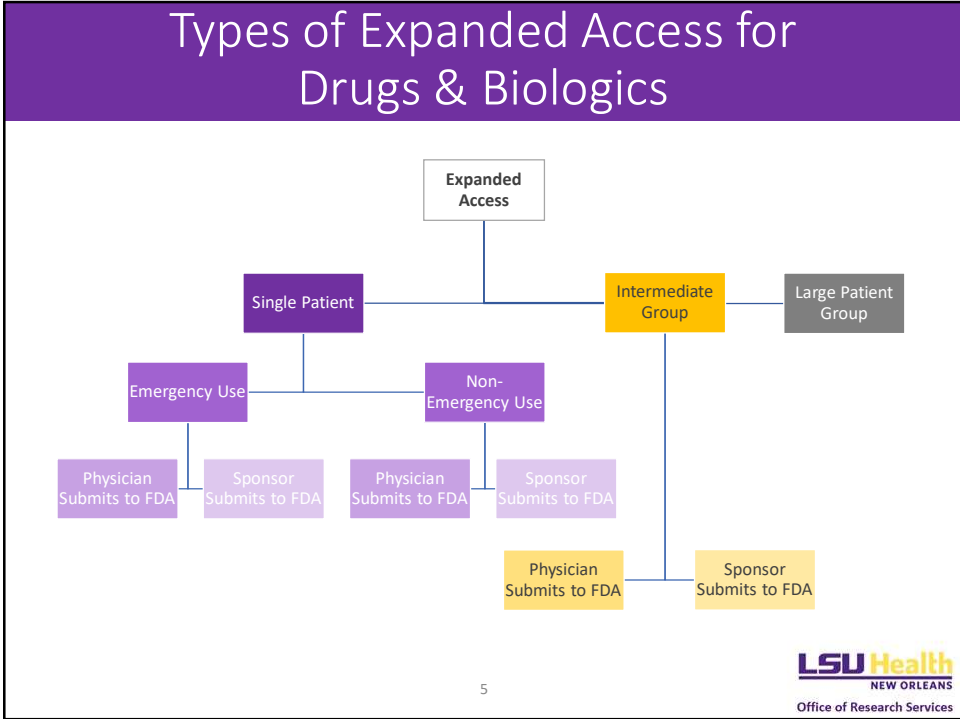 Types of Expanded Access for
Drugs & Biologics
Expanded
Access
Single Patient
Intermediate
Group
Large Patient
Group
Emergency Use
Non-
Emergency Use
Physician
Submits to FDA
Sponsor
Submits to FDA
Physician
Submits to FDA
Sponsor
Submits to FDA
Physician
Submits to FDA
Sponsor
Submits to FDA
5
LSU Health
NEW ORLEANS
Office of Research Services